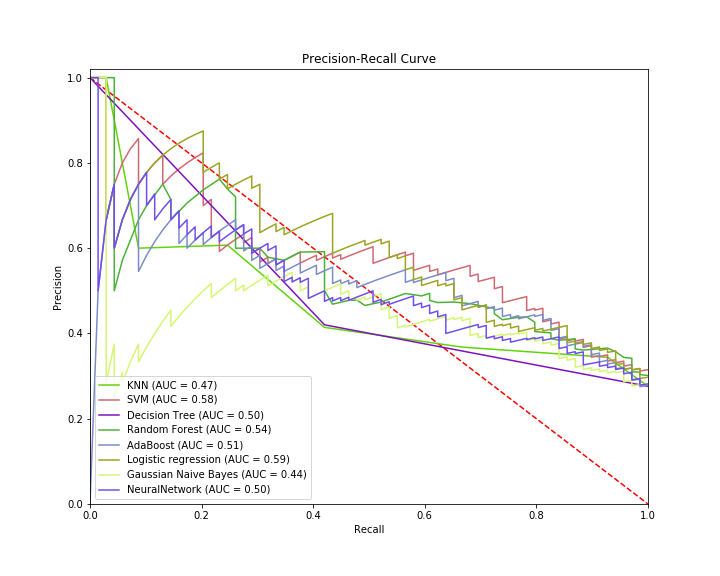 Precision-Recall Curve
1.0
0.8
0.6
0.4
0.2
0.0
Precision
KNN (AUC = 0.47)
SVM (AUC = 0.58)
Decision Tree (AUC = 0.50)
Random Forest (AUC = 0.54)
AdaBoost (AUC = 0.51)
Logistic regression (AUC = 0.59)
Gaussian Naive Bayes (AUC = 0.44)
NeuralNetwork (AUC = 0.50)
0.0 0.2 0.4 0.6 0.8 1.0
Recall